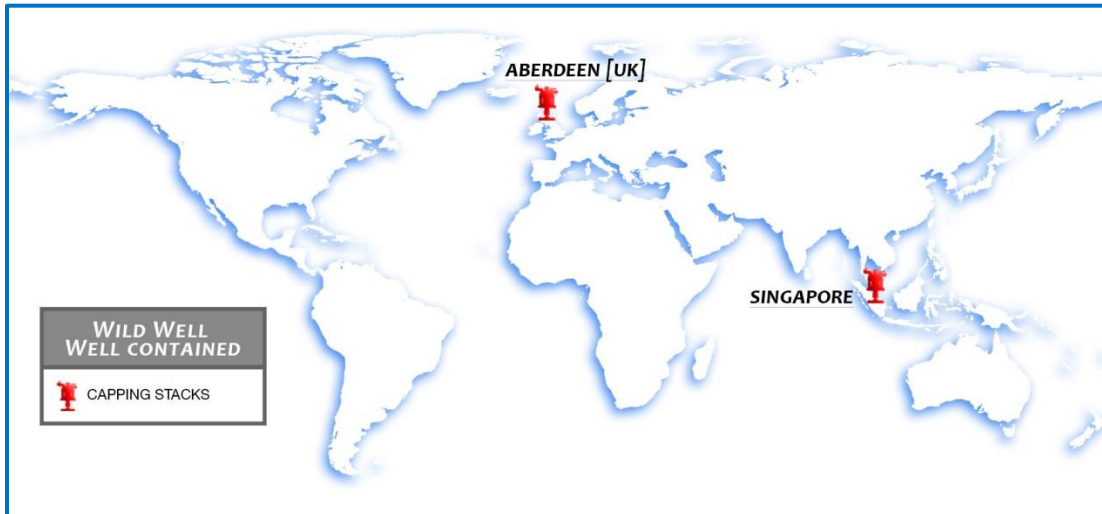 ABERDEEN [UK]
SINGAPORE
WILD WELL
WELL CONTAINED
CAPPING STACKS